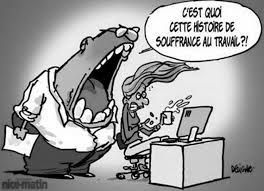 C'EST QUOI
CETTE HISTOIRE DE
SOUFFRANCE AU TRAVAIL?!
nice-matin